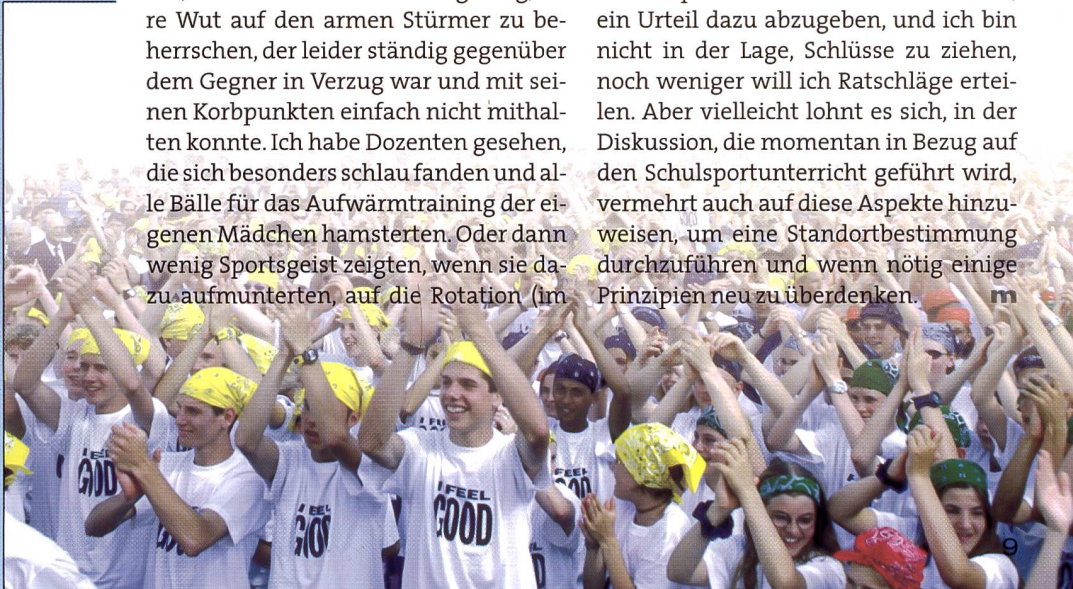 re Wut auf den armen Stürmer zu be-
herrschen, der leider ständig gegenüber
dem Gegner in Verzug war und mit sei-
nen Korbpunkten einfach nicht mithal-
ten konnte. Ich habe Dozenten gesehen,
die sich besonders schlau fanden und al-
le Bälle für das Aufwärmtraining der ei-
genen Mädchen hamsterten. Oder dann
wenig Sportsgeist zeigten, wenn sie da-
zu aufmunterten, auf die Rotation (im
ein Urteil dazu abzugeben, und ich bin
nicht in der Lage, Schlüsse zu ziehen,
noch weniger will ich Ratschläge ertei-
len. Aber vielleicht lohnt es sich, in der
Diskussion, die momentan in Bezug auf
den Schulsportunterricht geführt wird,
vermehrt auch auf diese Aspekte hinzu-
weisen, um eine Standortbestimmung
durchzuführen und wenn nötig einige
Prinzipien neu zu überdenken. m
GOOD
I FEEL
GOOD
I FEEL
GOOD
FEEL
9